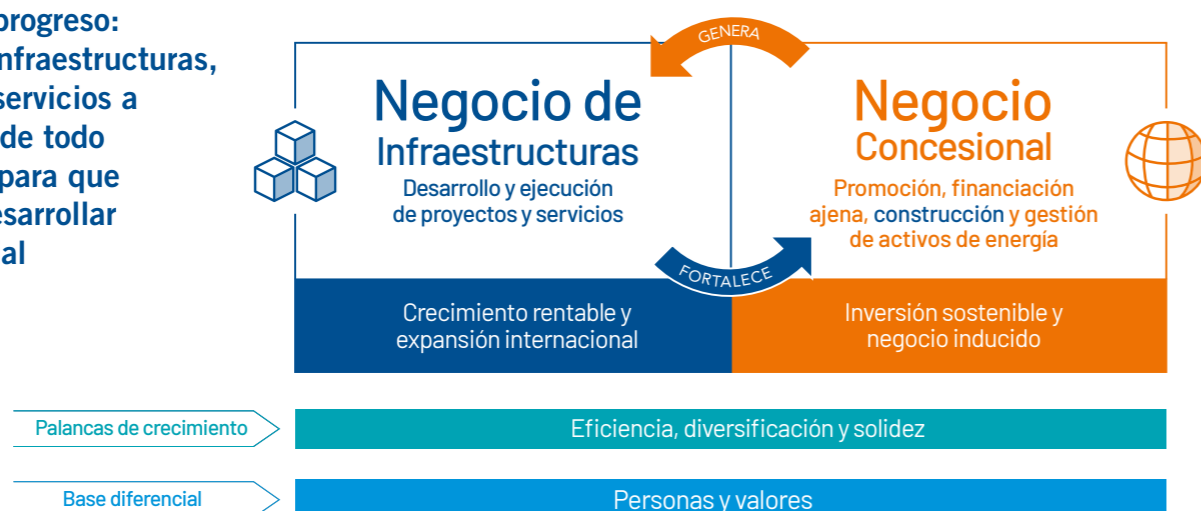 progreso:
nfraestructuras,
servicios a
de todo
para que
esarrollar
al
GENERA
Negocio de
Infraestructuras
Desarrollo y ejecución
de proyectos y servicios
Negocio
Concesional
Promoción, financiación
ajena, construcción y gestión
de activos de energía
FORTALECE
Crecimiento rentable y
expansión internacional
Inversión sostenible y
negocio inducido
Palancas de crecimiento
Eficiencia, diversificación y solidez
Base diferencial
Personas y valores